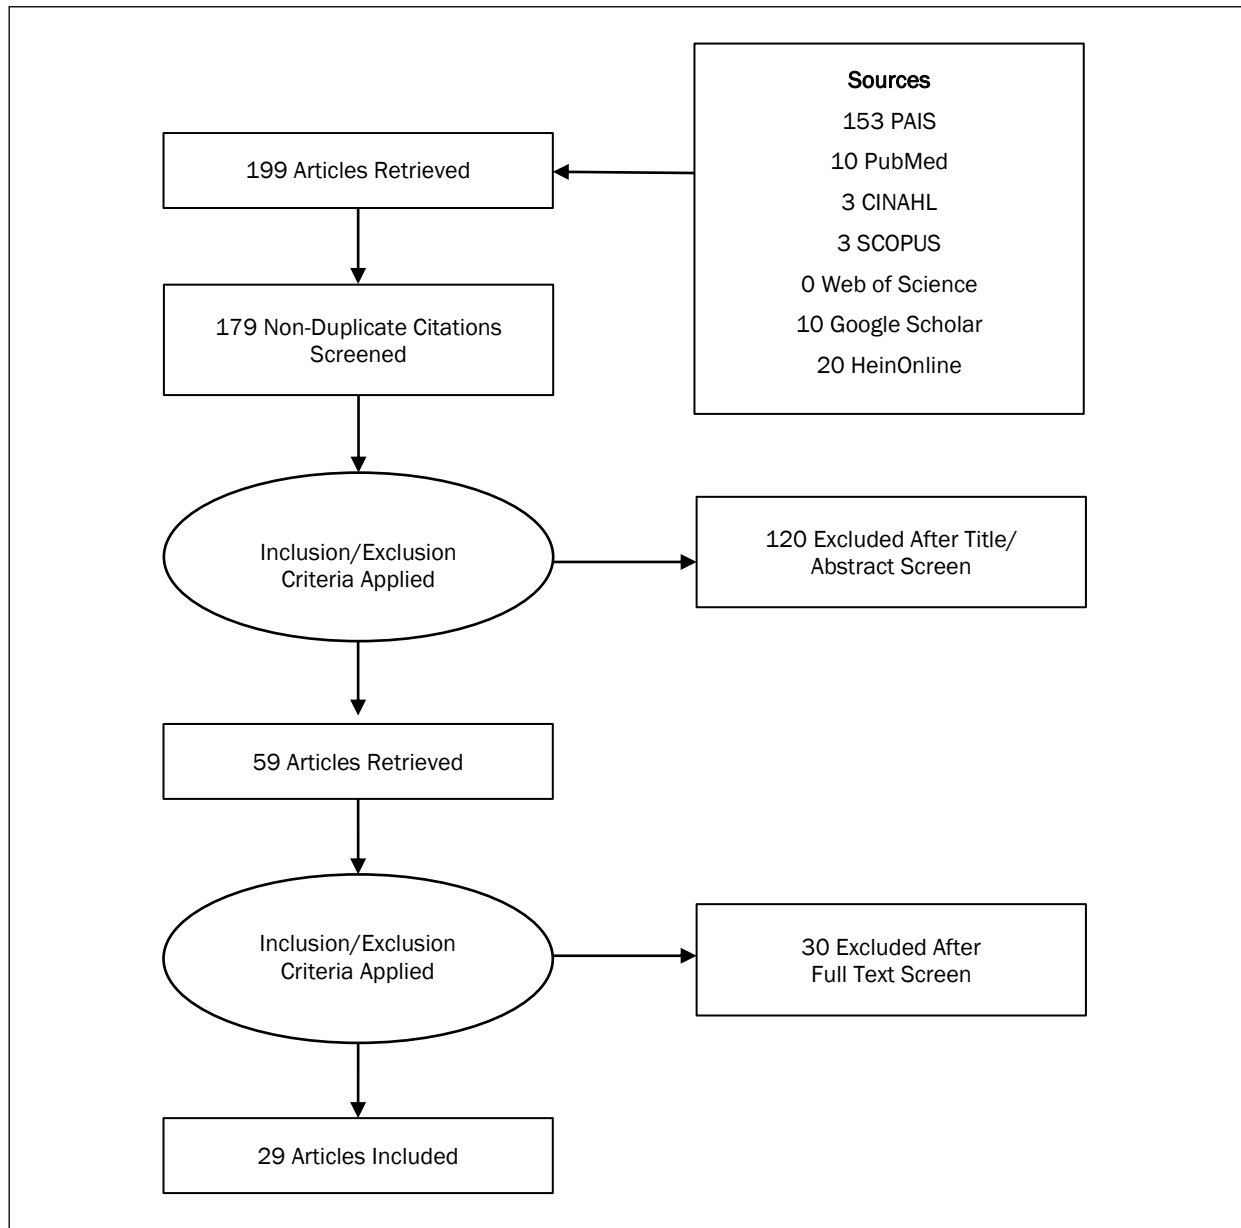 Sources
153 PAIS
10 PubMed
3 CINAHL
3 SCOPUS
0 Web of Science
10 Google Scholar
20 HeinOnline
199 Articles Retrieved
179 Non-Duplicate Citations
Screened
Inclusion/Exclusion
Criteria Applied
120 Excluded After Title/
Abstract Screen
59 Articles Retrieved
Inclusion/Exclusion
Criteria Applied
30 Excluded After
Full Text Screen
29 Articles Included